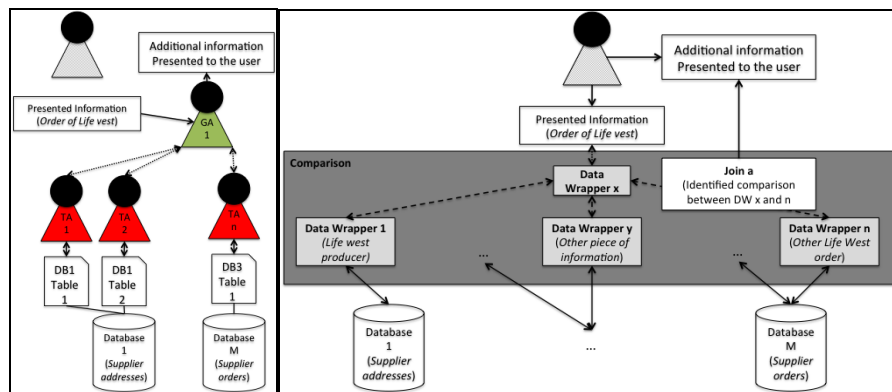 Additional information
Presented to the user
Presented Information
(Order of Life vest)
GA
1
TA
1
TA
2
TA
n
DB1
Table
1
DB1
Table
2
DB3
Table
1
Database
1
(Supplier
addresses)
Database
M
(Supplier
orders)
Additional information
Presented to the user
Presented Information
(Order of Life vest)
Comparison
Data
Wrapper x
Join a
(Identified comparison
between DW x and n)
Data Wrapper 1
(Life west
producer)
...
Data Wrapper y
(Other piece of
information)
...
Data Wrapper n
(Other Life West
order)
Database
1
(Supplier
addresses)
...
Database
M
(Supplier
orders)